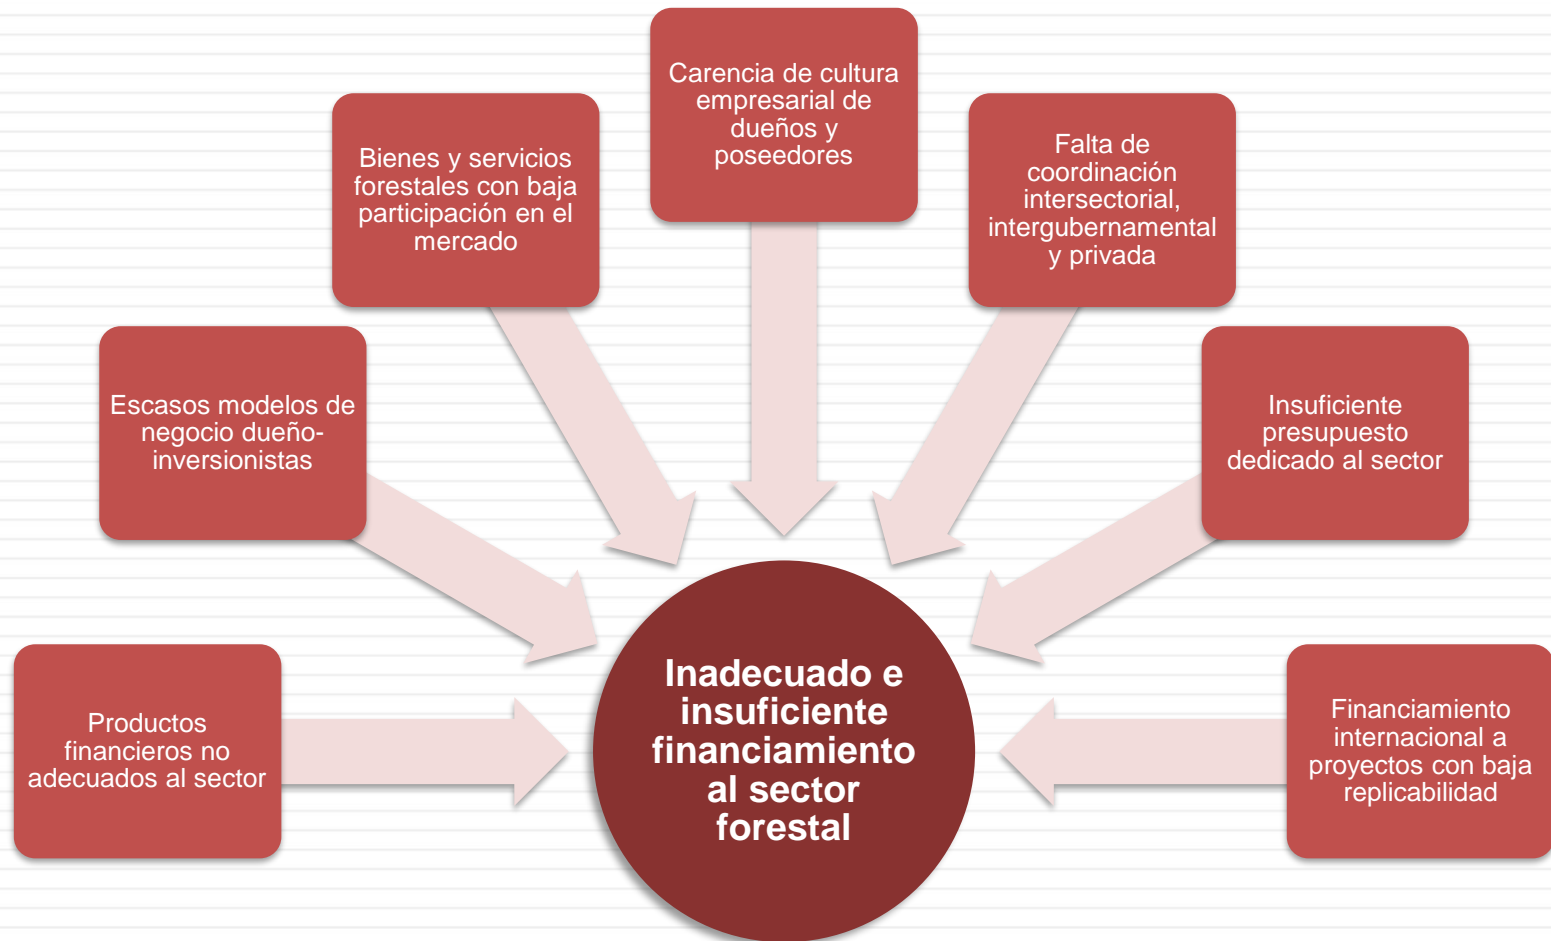 Carencia de cultura
empresarial de
dueños y
poseedores
Bienes y servicios
forestales con baja
participación en el
mercado
Falta de
coordinación
intersectorial,
intergubernamental
y privada
Escasos modelos de
negocio dueño-
inversionistas
Insuficiente
presupuesto
dedicado al sector
Productos
financieros no
adecuados al sector
Inadecuado e
insuficiente
financiamiento
al sector
forestal
Financiamiento
internacional a
proyectos con baja
replicabilidad